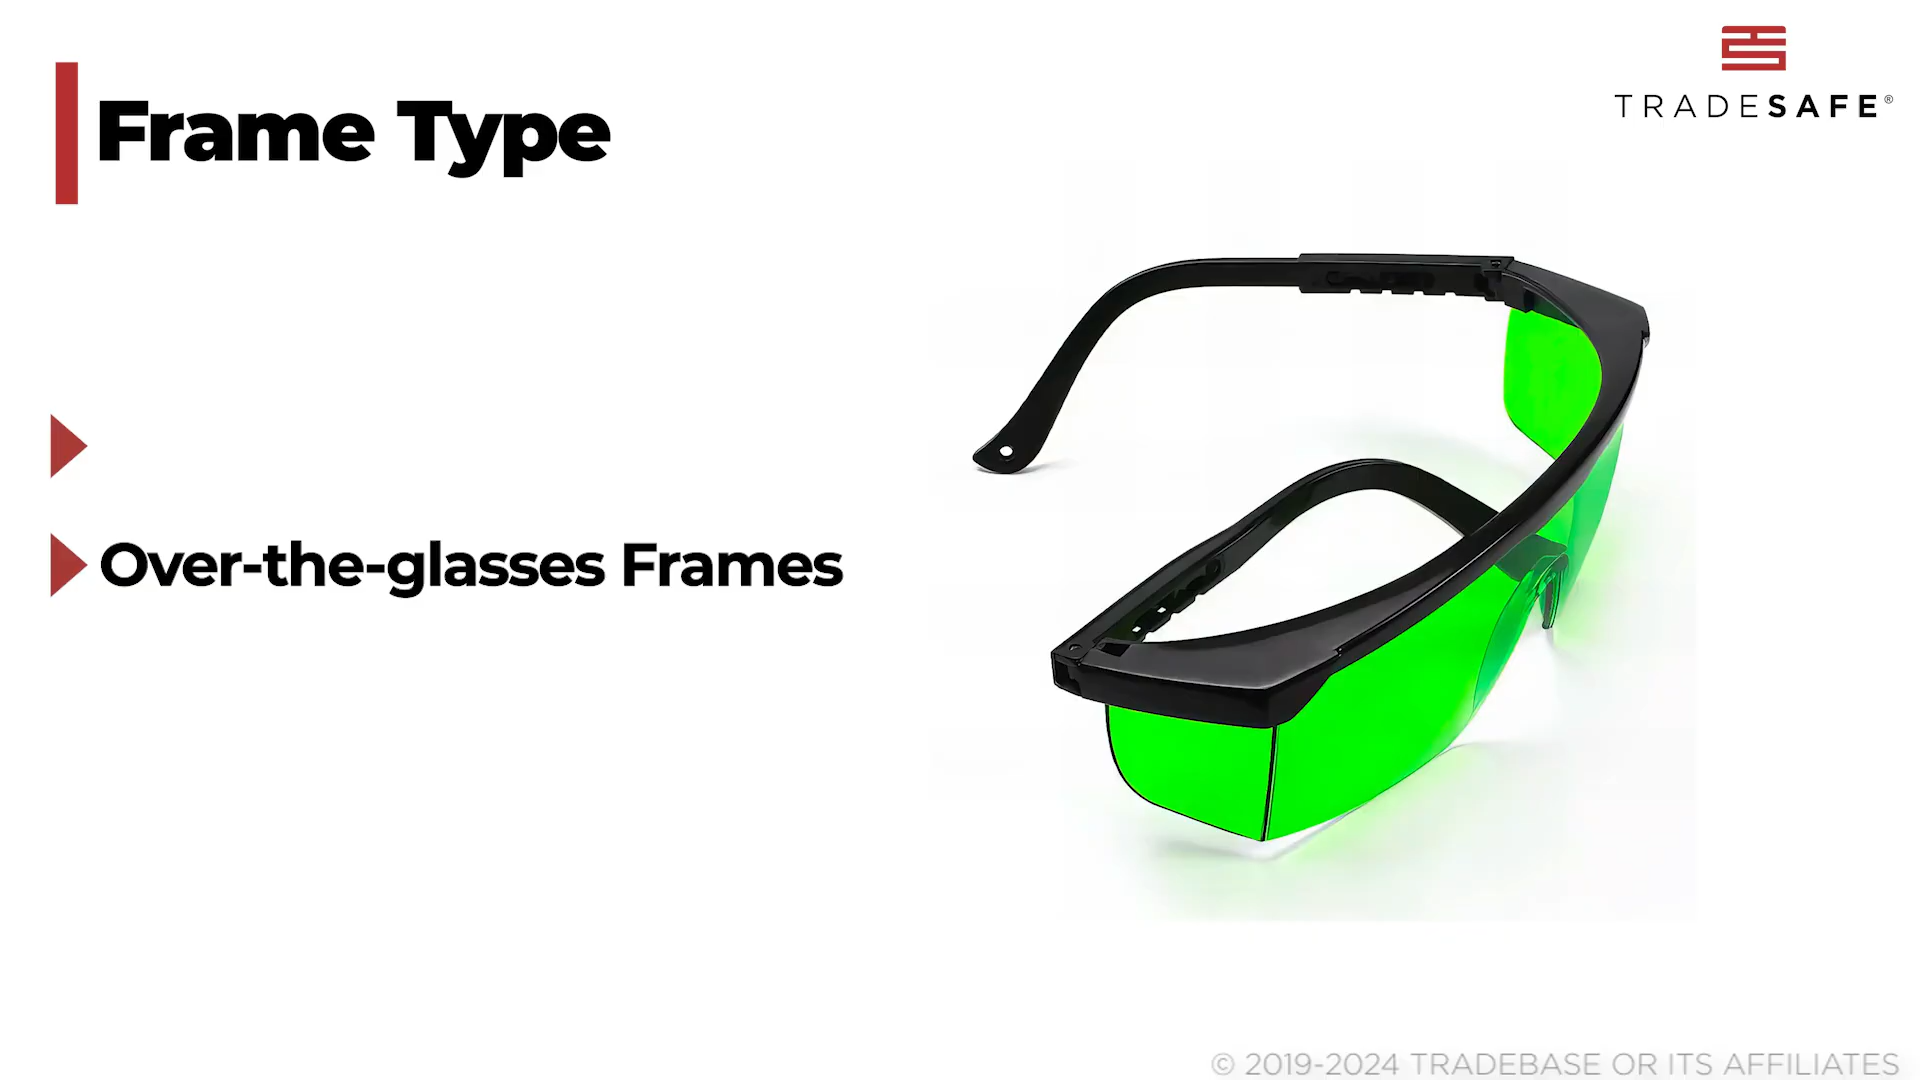 TRADESAFE®
Frame Type
Over-the-glasses Frames
© 2019-2024 TRADEBASE OR ITS AFFILIATES